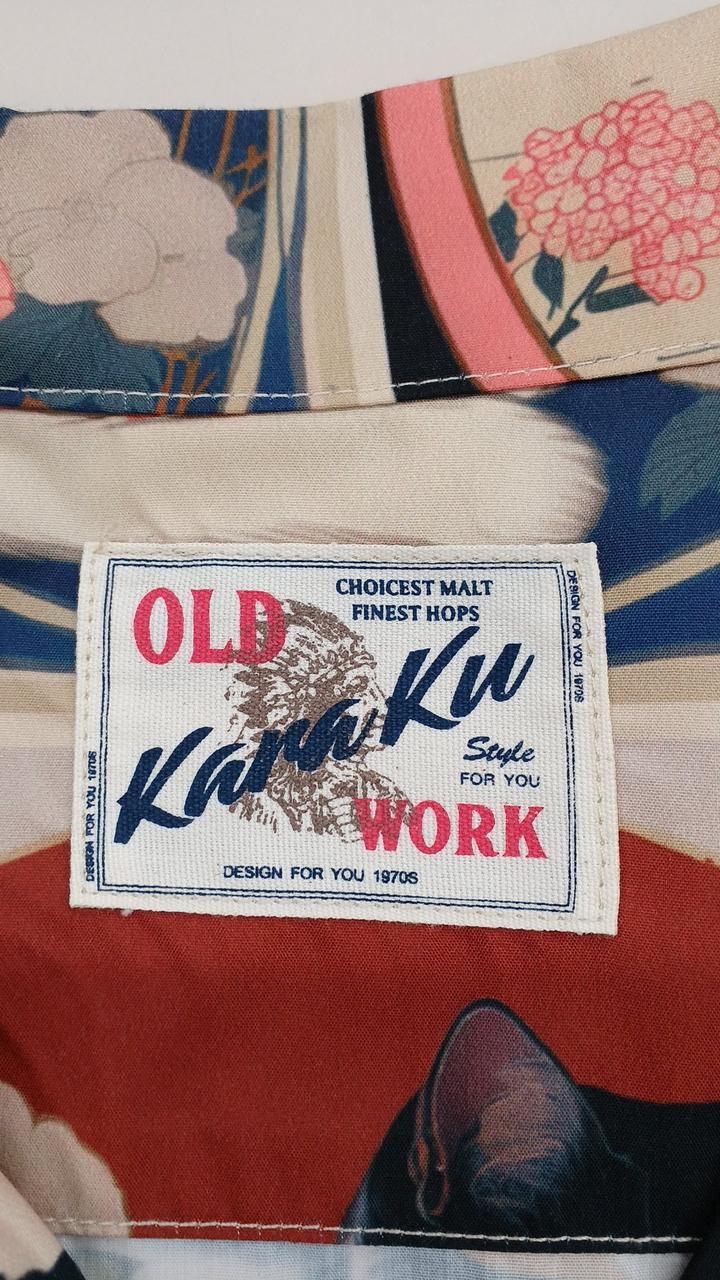 OLD
CHOICEST MALT
FINEST HOPS
KaraKu
Style
FOR YOU
WORK
DESIGN FOR YOU 1970S
DESIGN FOR YOU 1970S
DESIGN FOR YOU 1970S